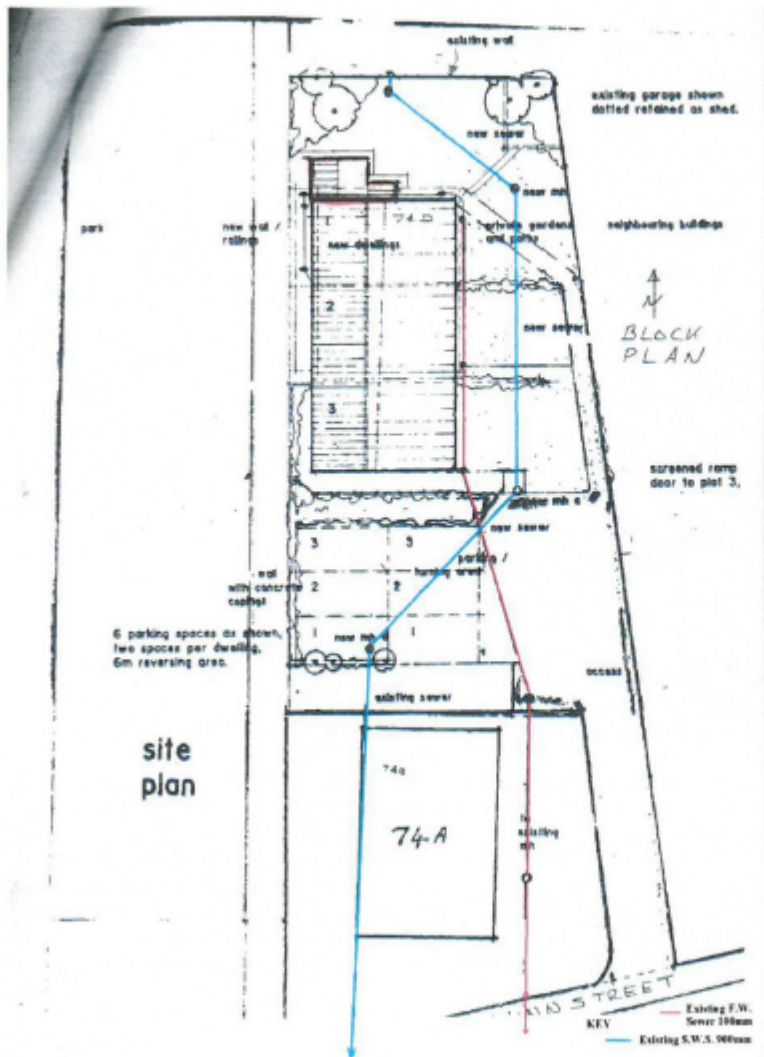 existing wall
existing garage shown
dotted retained as shed.
new sewer
new mh
park
new wall /
railings
74 D
1
new dwellings
private gardens
and paths
neighbouring buildings
N
BLOCK
PLAN
2
new sewer
3
screened ramp
door to plot 3,
new sewer
3
3
parking /
turning area
wall
with concrete
copings
2
2
6 parking spaces as shown,
two spaces per dwelling,
6m reversing area.
1
new mh
1
access
existing sewer
site
plan
74a
74-A
to
existing
mh
STREET
KEY
Existing F.W.
Sewer 100mm
Existing S.W.S. 900mm